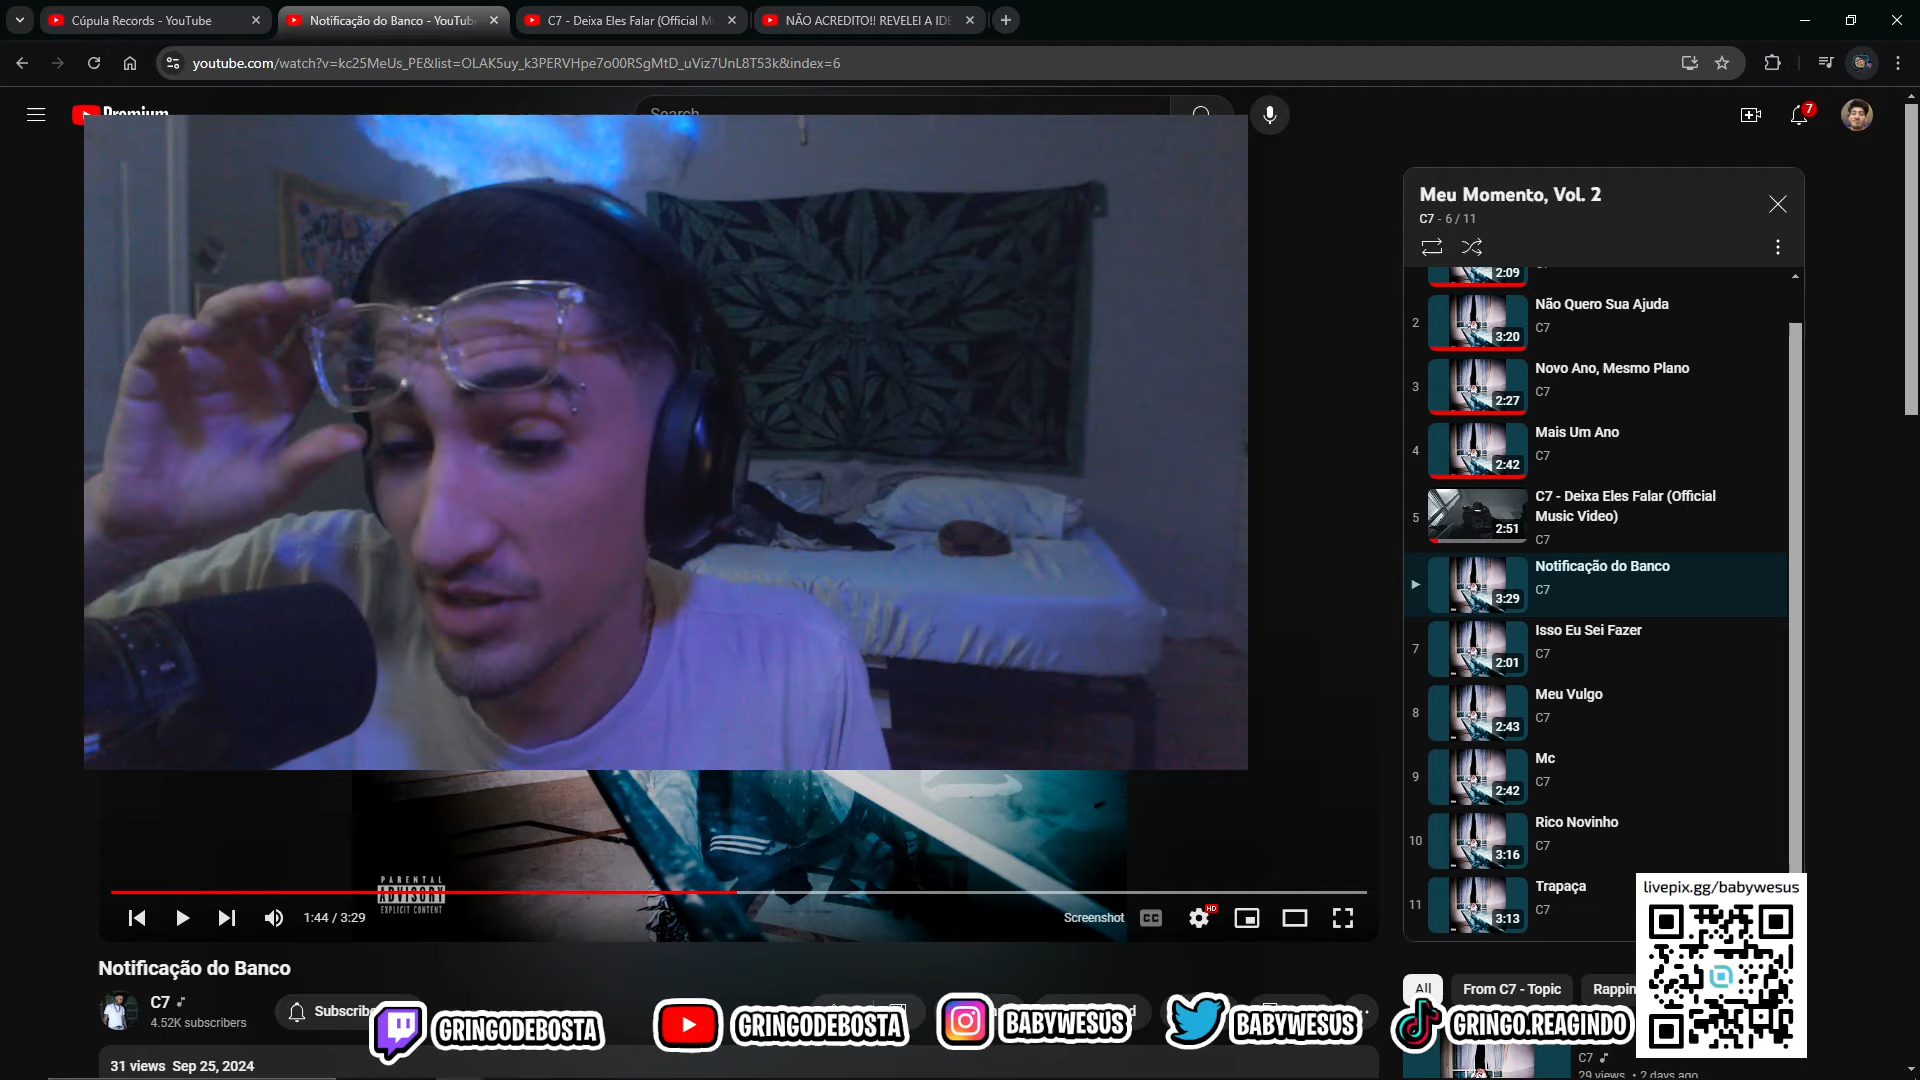 Cúpula Records - YouTube
Notificação do Banco - YouTube
C7 - Deixa Eles Falar (Official M
NÃO ACREDITO!! REVELEI A IDE
youtube.com/watch?v=kc25MeUs_PE&list=OLAK5uy_k3PERVHpe7o00RSgMtD_uViz7UnL8T53k&index=6
Premium
Search
7
Meu Momento, Vol. 2
C7 - 6 / 11
2:09
2
Não Quero Sua Ajuda
C7
3:20
3
Novo Ano, Mesmo Plano
C7
2:27
4
Mais Um Ano
C7
2:42
5
C7 - Deixa Eles Falar (Official
Music Video)
C7
2:51
Notificação do Banco
C7
3:29
7
Isso Eu Sei Fazer
C7
2:01
8
Meu Vulgo
C7
2:43
9
Mc
C7
2:42
10
Rico Novinho
C7
3:16
11
Trapaça
C7
3:13
livepix.gg/babywesus
PARENTAL
ADVISORY
EXPLICIT CONTENT
1:44 / 3:29
Screenshot
CC
HD
Notificação do Banco
C7
4.52K subscribers
Subscribe
All
From C7 - Topic
Rappin
GRINGODEBOSTA
GRINGODEBOSTA
BABYWESUS
BABYWESUS
GRINGO.REAGINDO
31 views Sep 25, 2024
C7
29 views • 2 days ago